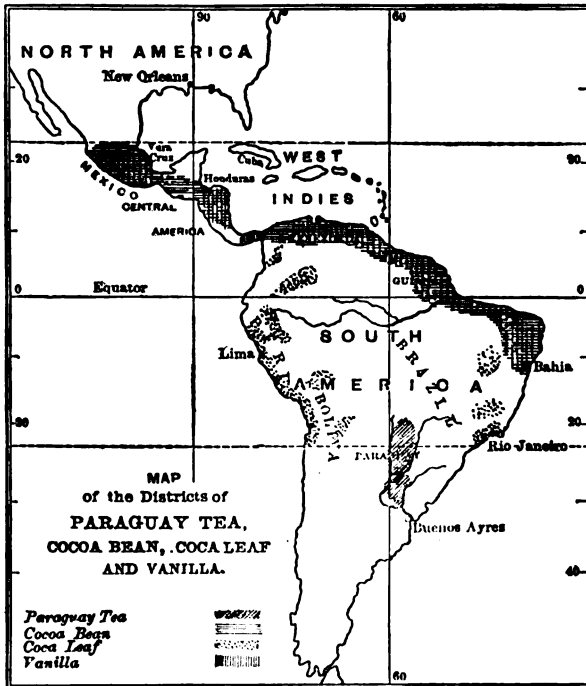 90
60
NORTH AMERICA
New Orleans
20
Vera
Cruz
Cuba
WEST
20
MEXICO
Honduras
INDIES
CENTRAL
AMERICA
0
Equator
0
SOUTH
BRAZIL
PERU
Lima
AMERICA
Bahia
BOLIVIA
PARAGUAY
Rio Janeiro
MAP
of the Districts of
PARAGUAY TEA,
COCOA BEAN, COCA LEAF
AND VANILLA.
Buenos Ayres
40
Paraguay Tea
Cocoa Bean
Coca Leaf
Vanilla
60